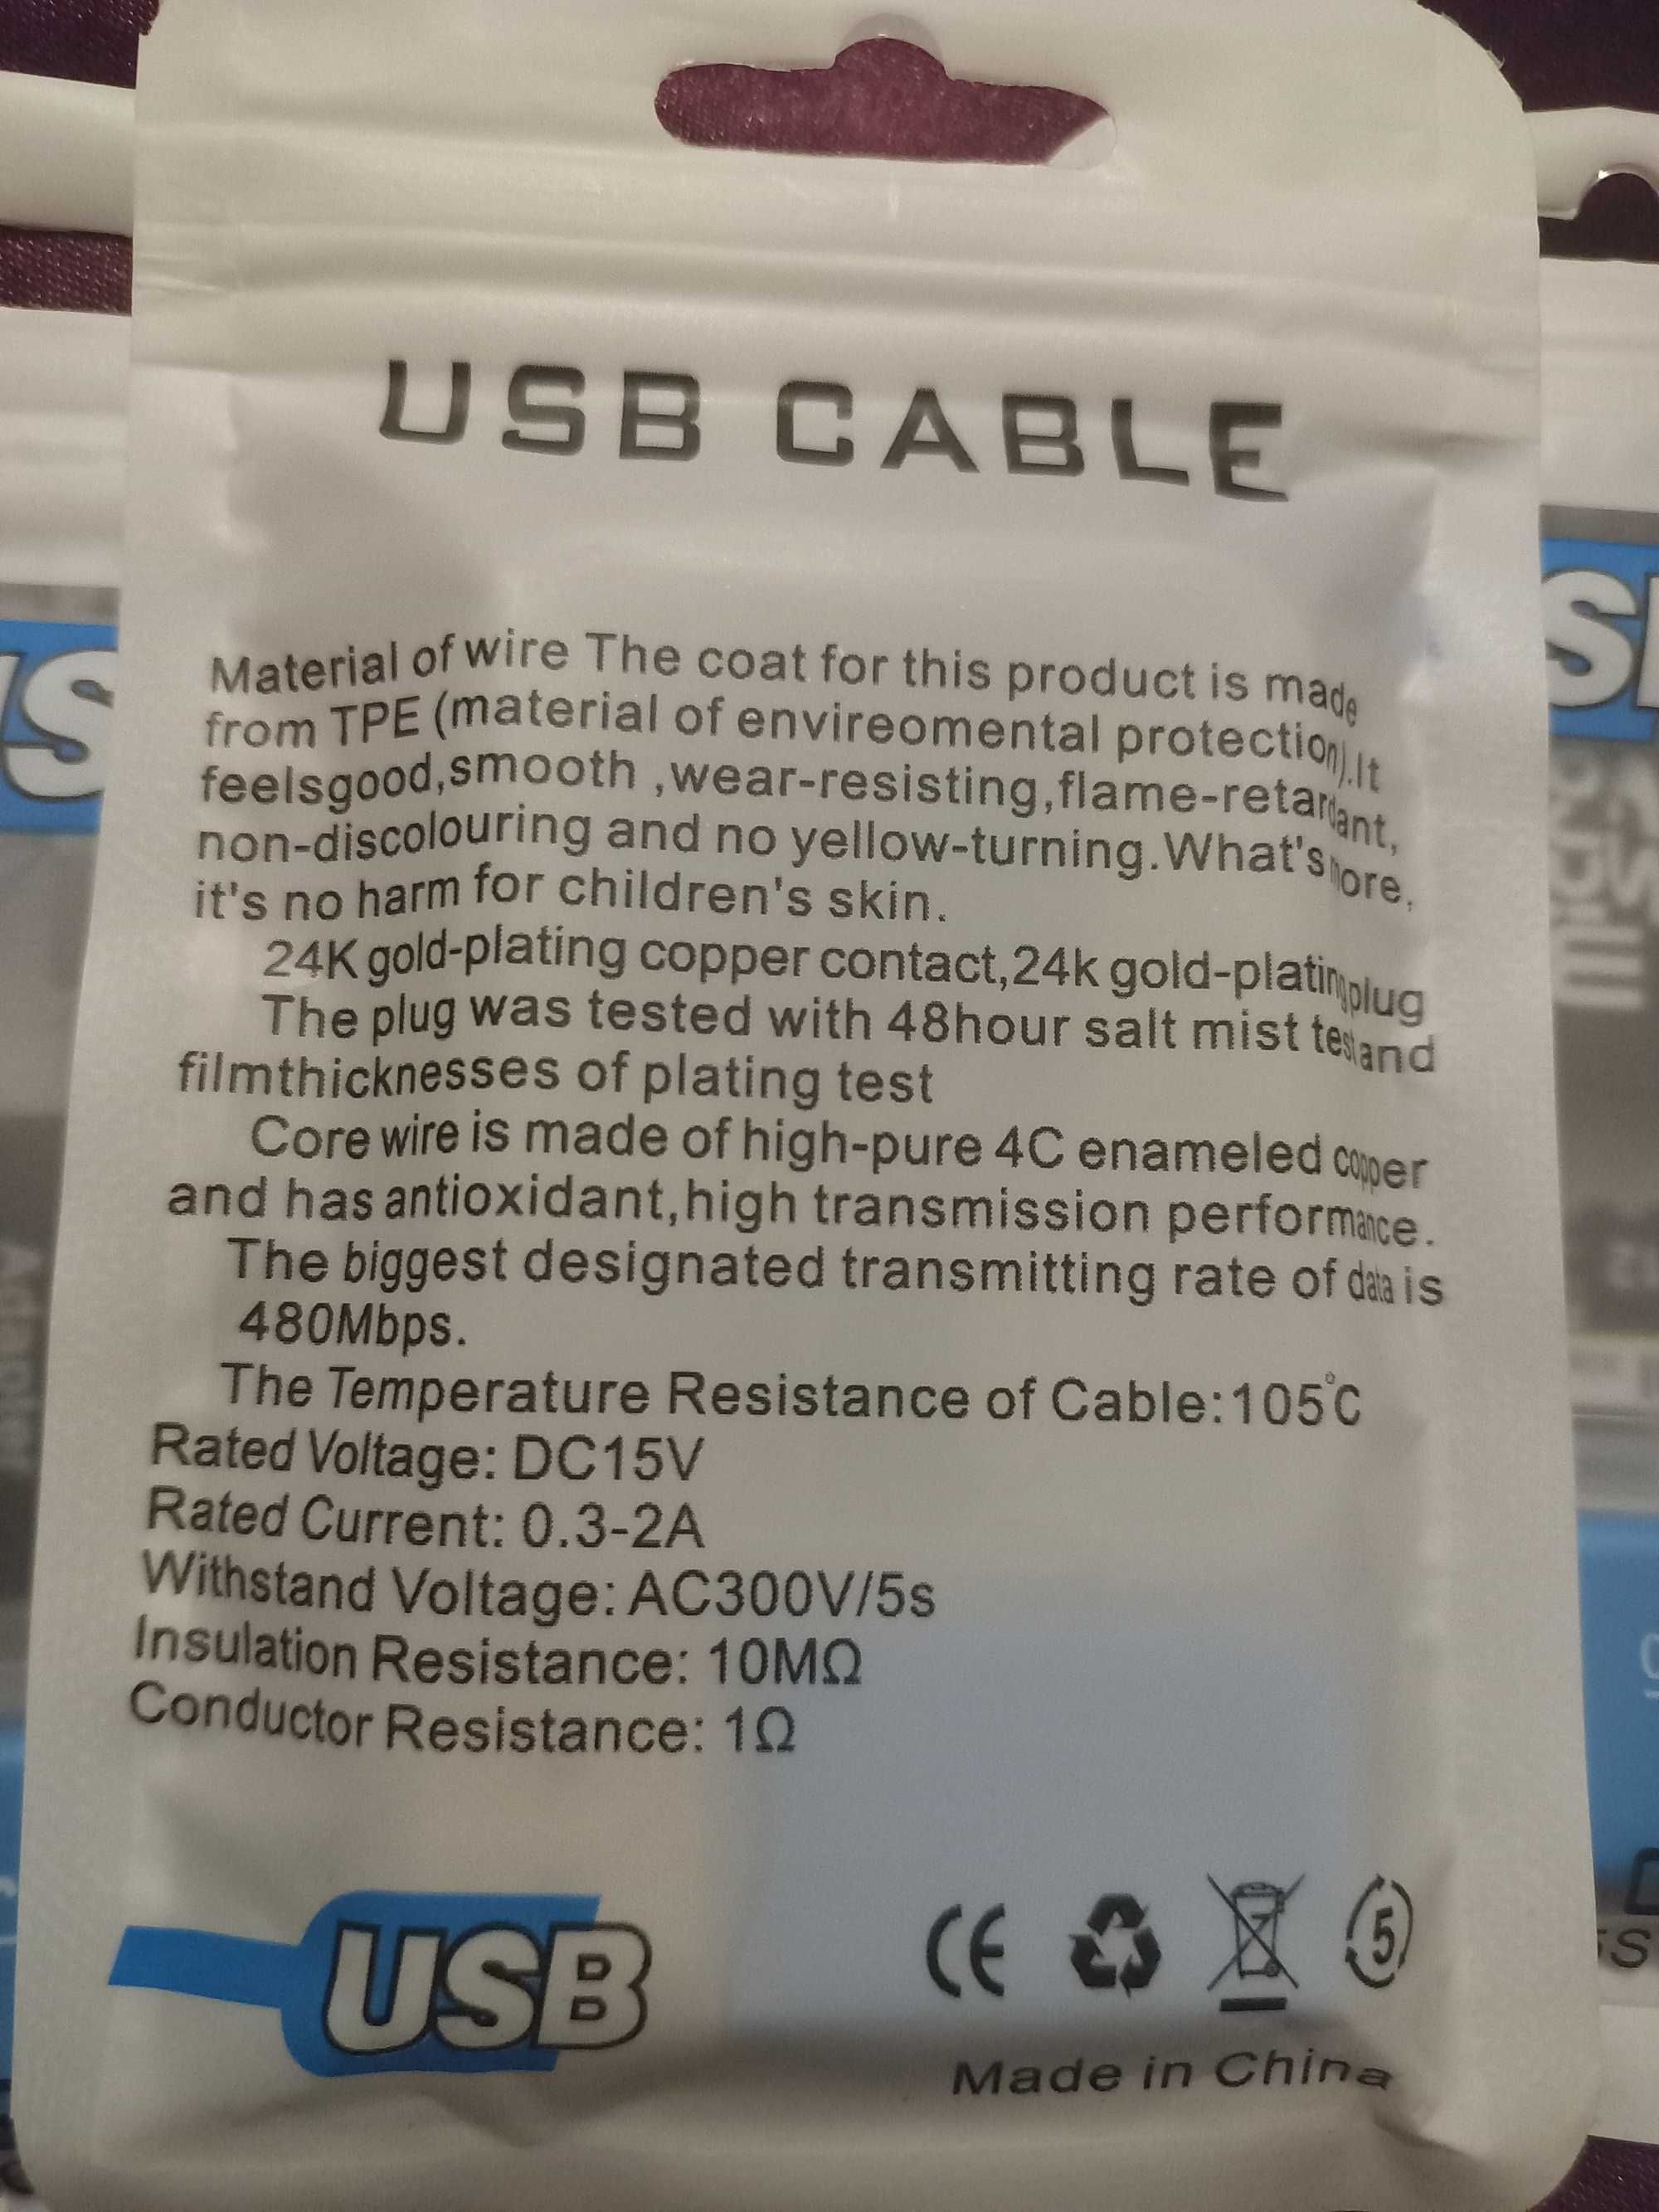 USB CABLE
Material of wire The coat for this product is made
from TPE (material of envireomental protection).It
feelsgood,smooth ,wear-resisting,flame-retardant,
non-discolouring and no yellow-turning.What's more,
it's no harm for children's skin.
24K gold-plating copper contact,24k gold-plating plug
The plug was tested with 48hour salt mist test and
filmthicknesses of plating test
Core wire is made of high-pure 4C enameled copper
and has antioxidant,high transmission performance.
The biggest designated transmitting rate of data is
480Mbps.
The Temperature Resistance of Cable:105℃
Rated Voltage: DC15V
Rated Current: 0.3-2A
Withstand Voltage: AC300V/5s
Insulation Resistance: 10MΩ
Conductor Resistance: 1Ω
USB
CE
5
Made in China